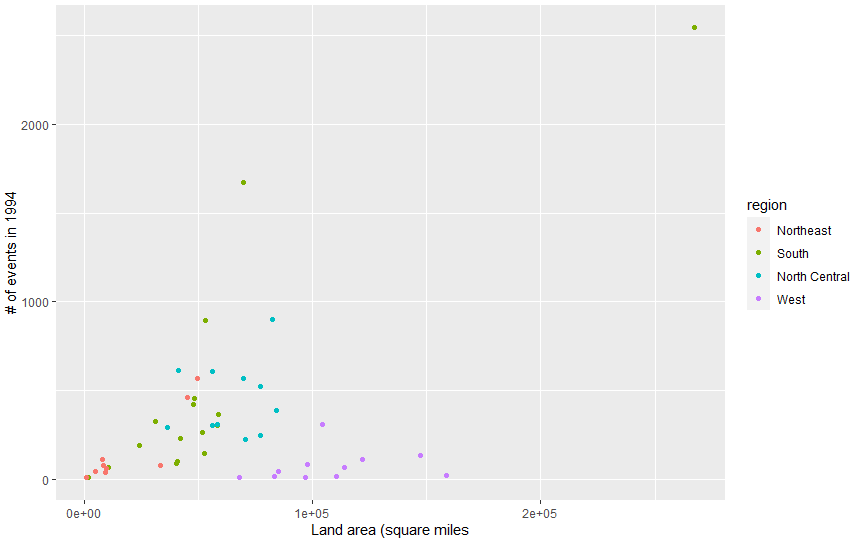 2000
1000
0
# of events in 1994
0e+00 1e+05 2e+05
Land area (square miles
region
Northeast
South
North Central
West